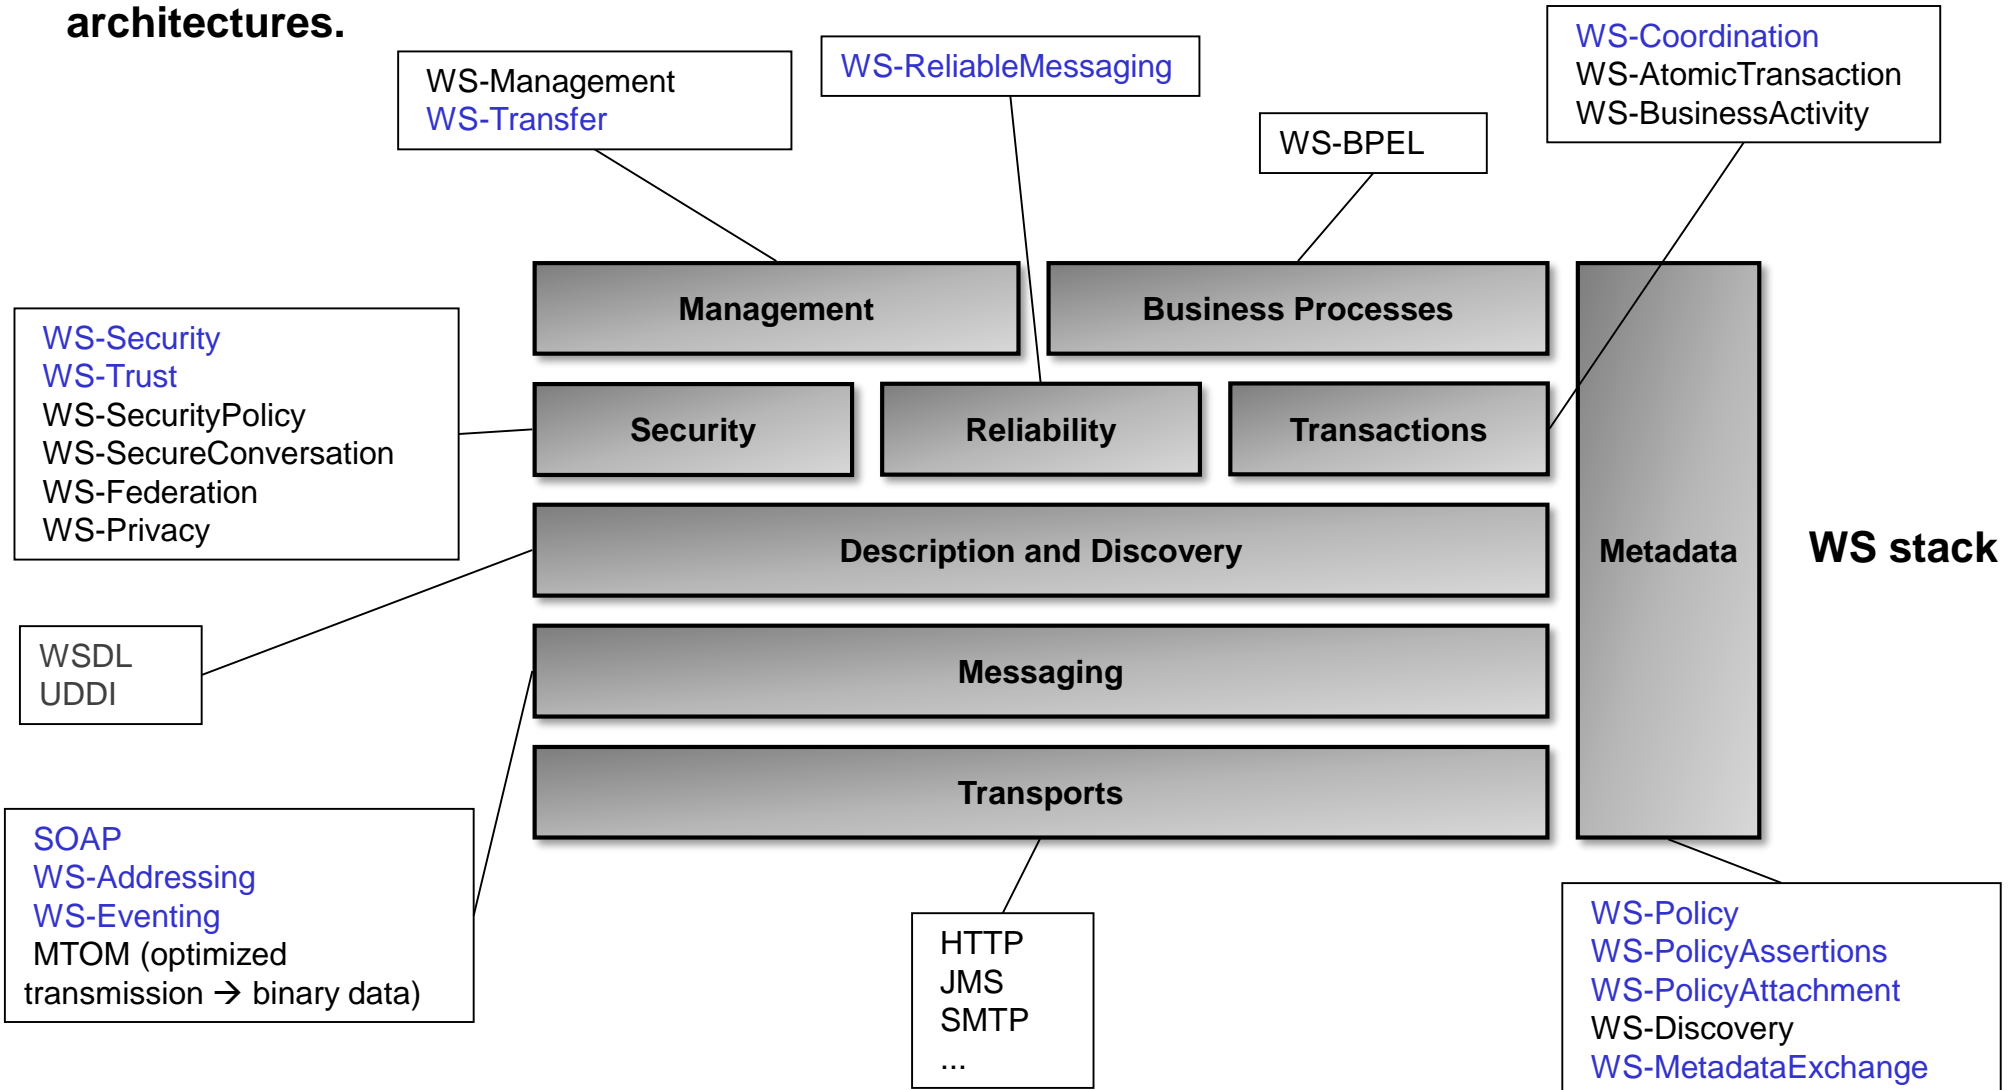 architectures.
WS-Management
WS-Transfer
WS-ReliableMessaging
WS-BPEL
WS-Coordination
WS-AtomicTransaction
WS-BusinessActivity
Management
Business Processes
WS-Security
WS-Trust
WS-SecurityPolicy
WS-SecureConversation
WS-Federation
WS-Privacy
Security
Reliability
Transactions
Description and Discovery
Metadata
WS stack
WSDL
UDDI
Messaging
Transports
SOAP
WS-Addressing
WS-Eventing
MTOM (optimized
transmission → binary data)
HTTP
JMS
SMTP
...
WS-Policy
WS-PolicyAssertions
WS-PolicyAttachment
WS-Discovery
WS-MetadataExchange